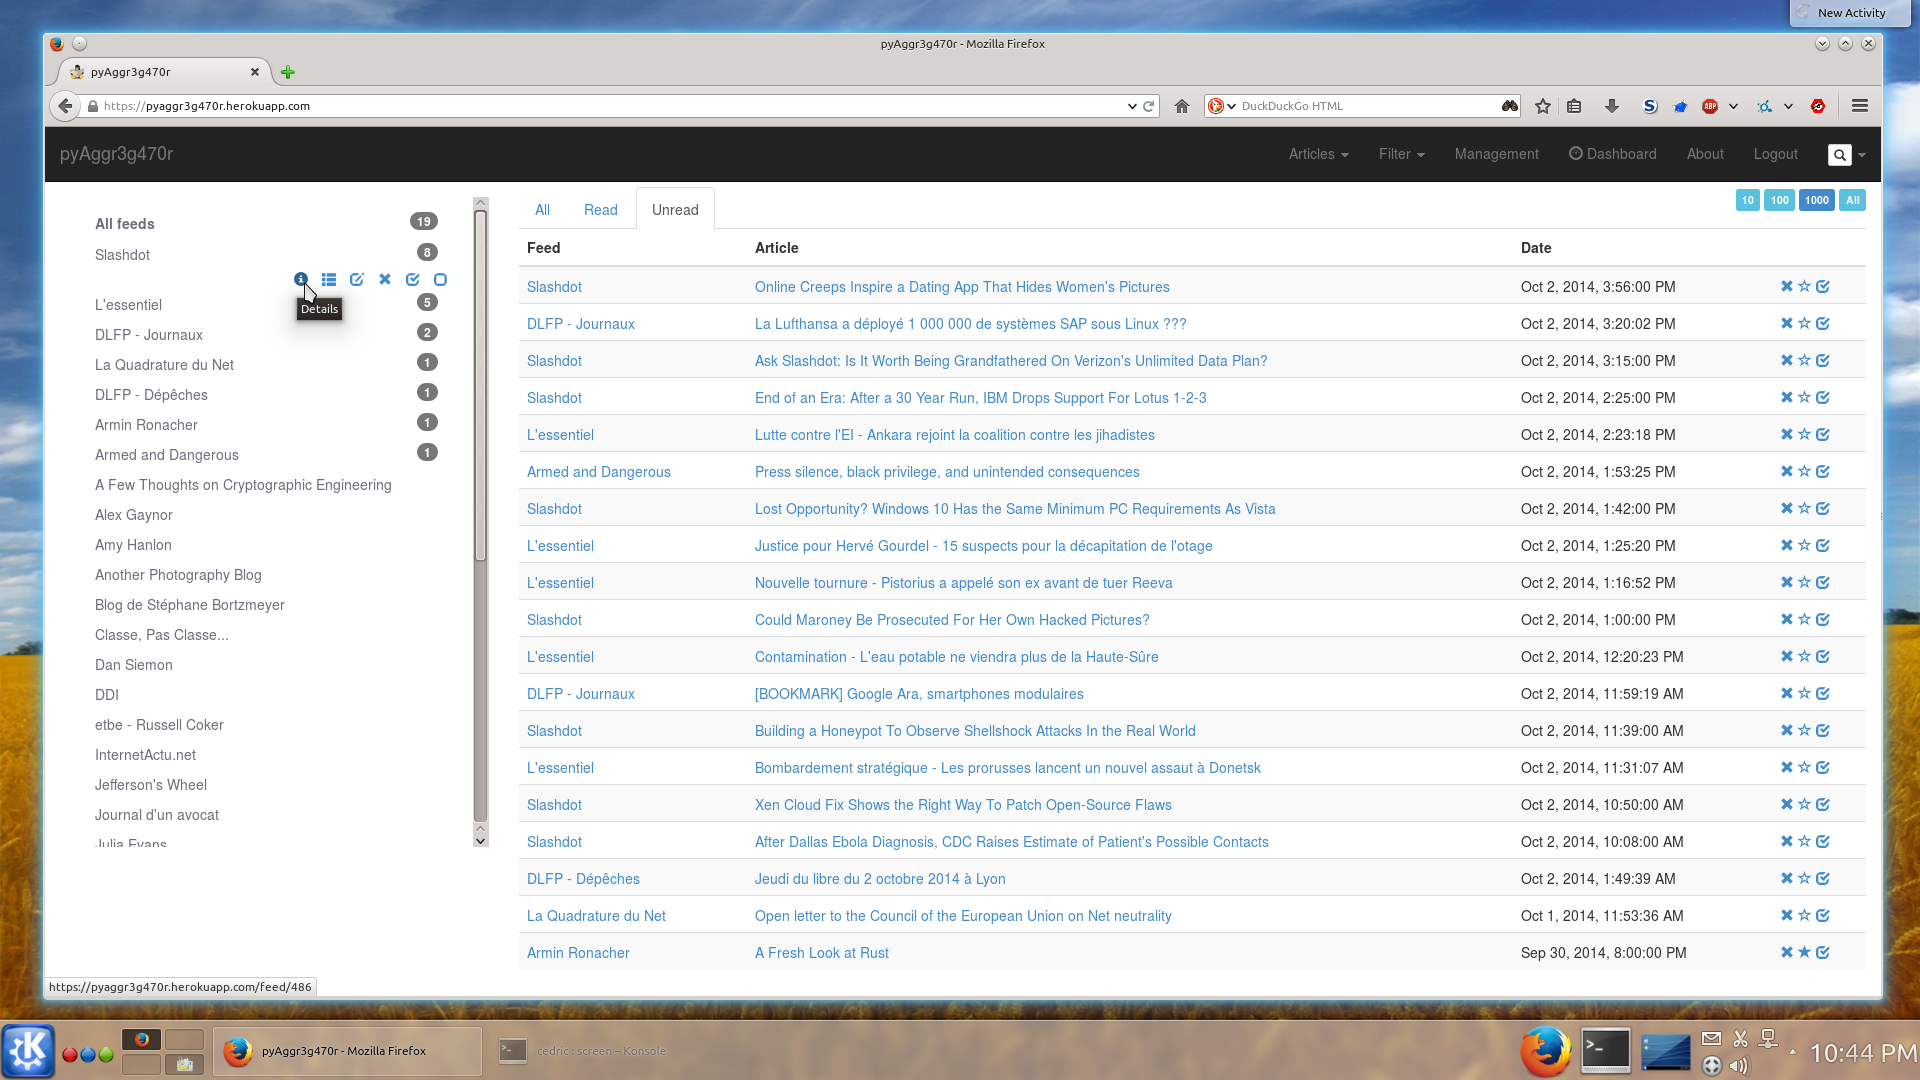 New Activity
pyAggr3g470r - Mozilla Firefox
pyAggr3g470r
https://pyaggr3g470r.herokuapp.com
DuckDuckGo HTML
S
ABP
pyAggr3g470r
Articles
Filter
Management
Dashboard
About
Logout
All feeds 19
Slashdot 8
Details
L'essentiel 5
DLFP - Journaux 2
La Quadrature du Net 1
DLFP - Dépêches 1
Armin Ronacher 1
Armed and Dangerous 1
A Few Thoughts on Cryptographic Engineering
Alex Gaynor
Amy Hanlon
Another Photography Blog
Blog de Stéphane Bortzmeyer
Classe, Pas Classe...
Dan Siemon
DDI
etbe - Russell Coker
InternetActu.net
Jefferson's Wheel
Journal d'un avocat
Julia Evans
All Read Unread
10 100 1000 All
Feed Article Date
Slashdot Online Creeps Inspire a Dating App That Hides Women's Pictures Oct 2, 2014, 3:56:00 PM
DLFP - Journaux La Lufthansa a déployé 1 000 000 de systèmes SAP sous Linux ??? Oct 2, 2014, 3:20:02 PM
Slashdot Ask Slashdot: Is It Worth Being Grandfathered On Verizon's Unlimited Data Plan? Oct 2, 2014, 3:15:00 PM
Slashdot End of an Era: After a 30 Year Run, IBM Drops Support For Lotus 1-2-3 Oct 2, 2014, 2:25:00 PM
L'essentiel Lutte contre l'EI - Ankara rejoint la coalition contre les jihadistes Oct 2, 2014, 2:23:18 PM
Armed and Dangerous Press silence, black privilege, and unintended consequences Oct 2, 2014, 1:53:25 PM
Slashdot Lost Opportunity? Windows 10 Has the Same Minimum PC Requirements As Vista Oct 2, 2014, 1:42:00 PM
L'essentiel Justice pour Hervé Gourdel - 15 suspects pour la décapitation de l'otage Oct 2, 2014, 1:25:20 PM
L'essentiel Nouvelle tournure - Pistorius a appelé son ex avant de tuer Reeva Oct 2, 2014, 1:16:52 PM
Slashdot Could Maroney Be Prosecuted For Her Own Hacked Pictures? Oct 2, 2014, 1:00:00 PM
L'essentiel Contamination - L'eau potable ne viendra plus de la Haute-Sûre Oct 2, 2014, 12:20:23 PM
DLFP - Journaux [BOOKMARK] Google Ara, smartphones modulaires Oct 2, 2014, 11:59:19 AM
Slashdot Building a Honeypot To Observe Shellshock Attacks In the Real World Oct 2, 2014, 11:39:00 AM
L'essentiel Bombardement stratégique - Les prorusses lancent un nouvel assaut à Donetsk Oct 2, 2014, 11:31:07 AM
Slashdot Xen Cloud Fix Shows the Right Way To Patch Open-Source Flaws Oct 2, 2014, 10:50:00 AM
Slashdot After Dallas Ebola Diagnosis, CDC Raises Estimate of Patient's Possible Contacts Oct 2, 2014, 10:08:00 AM
DLFP - Dépêches Jeudi du libre du 2 octobre 2014 à Lyon Oct 2, 2014, 1:49:39 AM
La Quadrature du Net Open letter to the Council of the European Union on Net neutrality Oct 1, 2014, 11:53:36 AM
Armin Ronacher A Fresh Look at Rust Sep 30, 2014, 8:00:00 PM
https://pyaggr3g470r.herokuapp.com/feed/486
pyAggr3g470r - Mozilla Firefox
cedric : screen – Konsole
10:44 PM